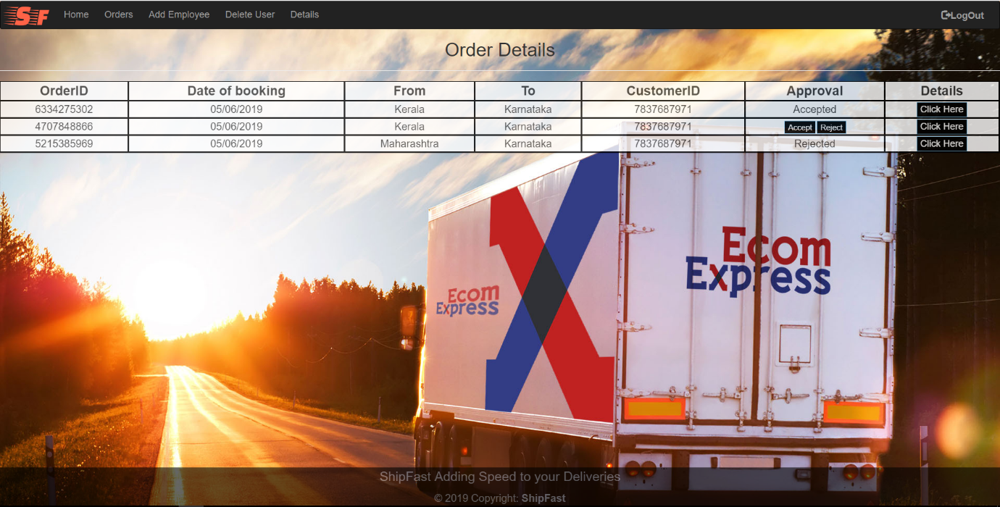 SF Home Orders Add Employee Delete User Details LogOut
Order Details
OrderID Date of booking From To CustomerID Approval Details
6334275302 05/06/2019 Kerala Karnataka 7837687971 Accepted Click Here
4707848866 05/06/2019 Kerala Karnataka 7837687971 Accept Reject Click Here
5215385969 05/06/2019 Maharashtra Karnataka 7837687971 Rejected Click Here
Ecom
Express
Ecom
Express
ShipFast Adding Speed to your Deliveries
© 2019 Copyright: ShipFast